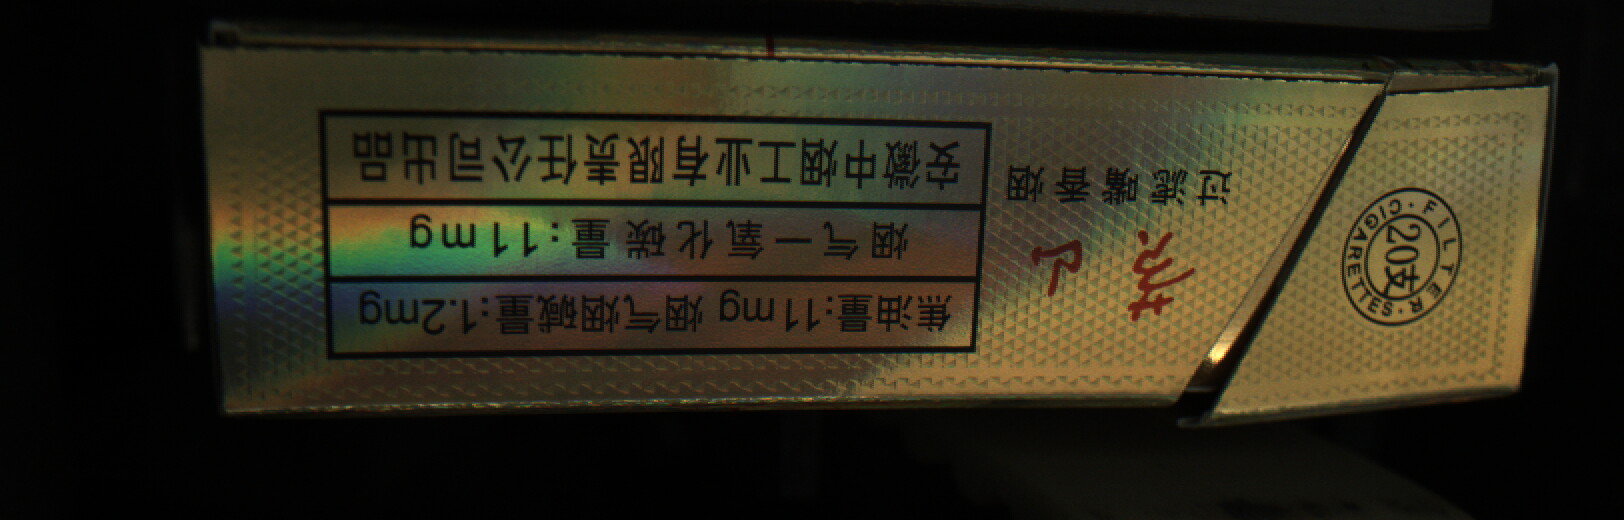 ·FILTER·
CIGARETTES
20支
黄山
过滤嘴香烟
焦油量:11mg 烟气烟碱量:1.2mg
烟气一氧化碳量:11mg
安徽中烟工业有限责任公司出品